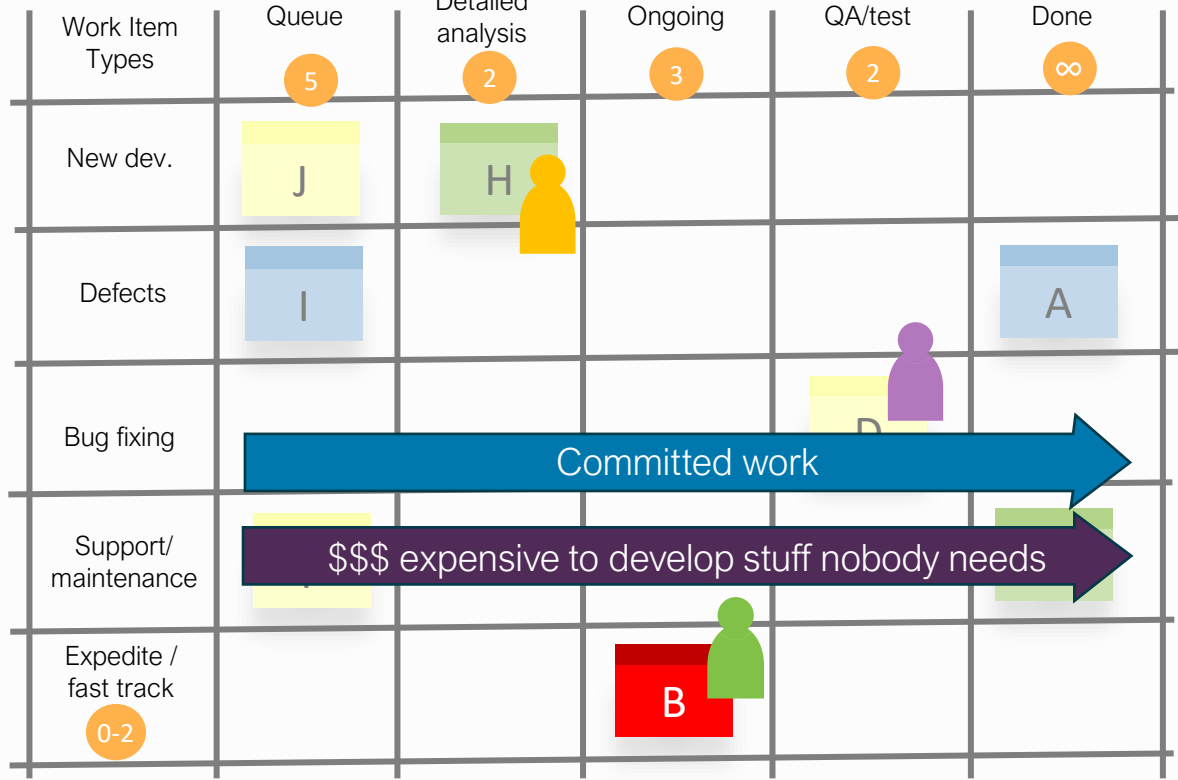 Work Item
Types
Queue
Detailed
analysis
Ongoing
QA/test
Done
5
2
3
2
∞
New dev.
J
H
Defects
I
A
Bug fixing
D
Committed work
Support/
maintenance
$$$ expensive to develop stuff nobody needs
Expedite /
fast track
0-2
B